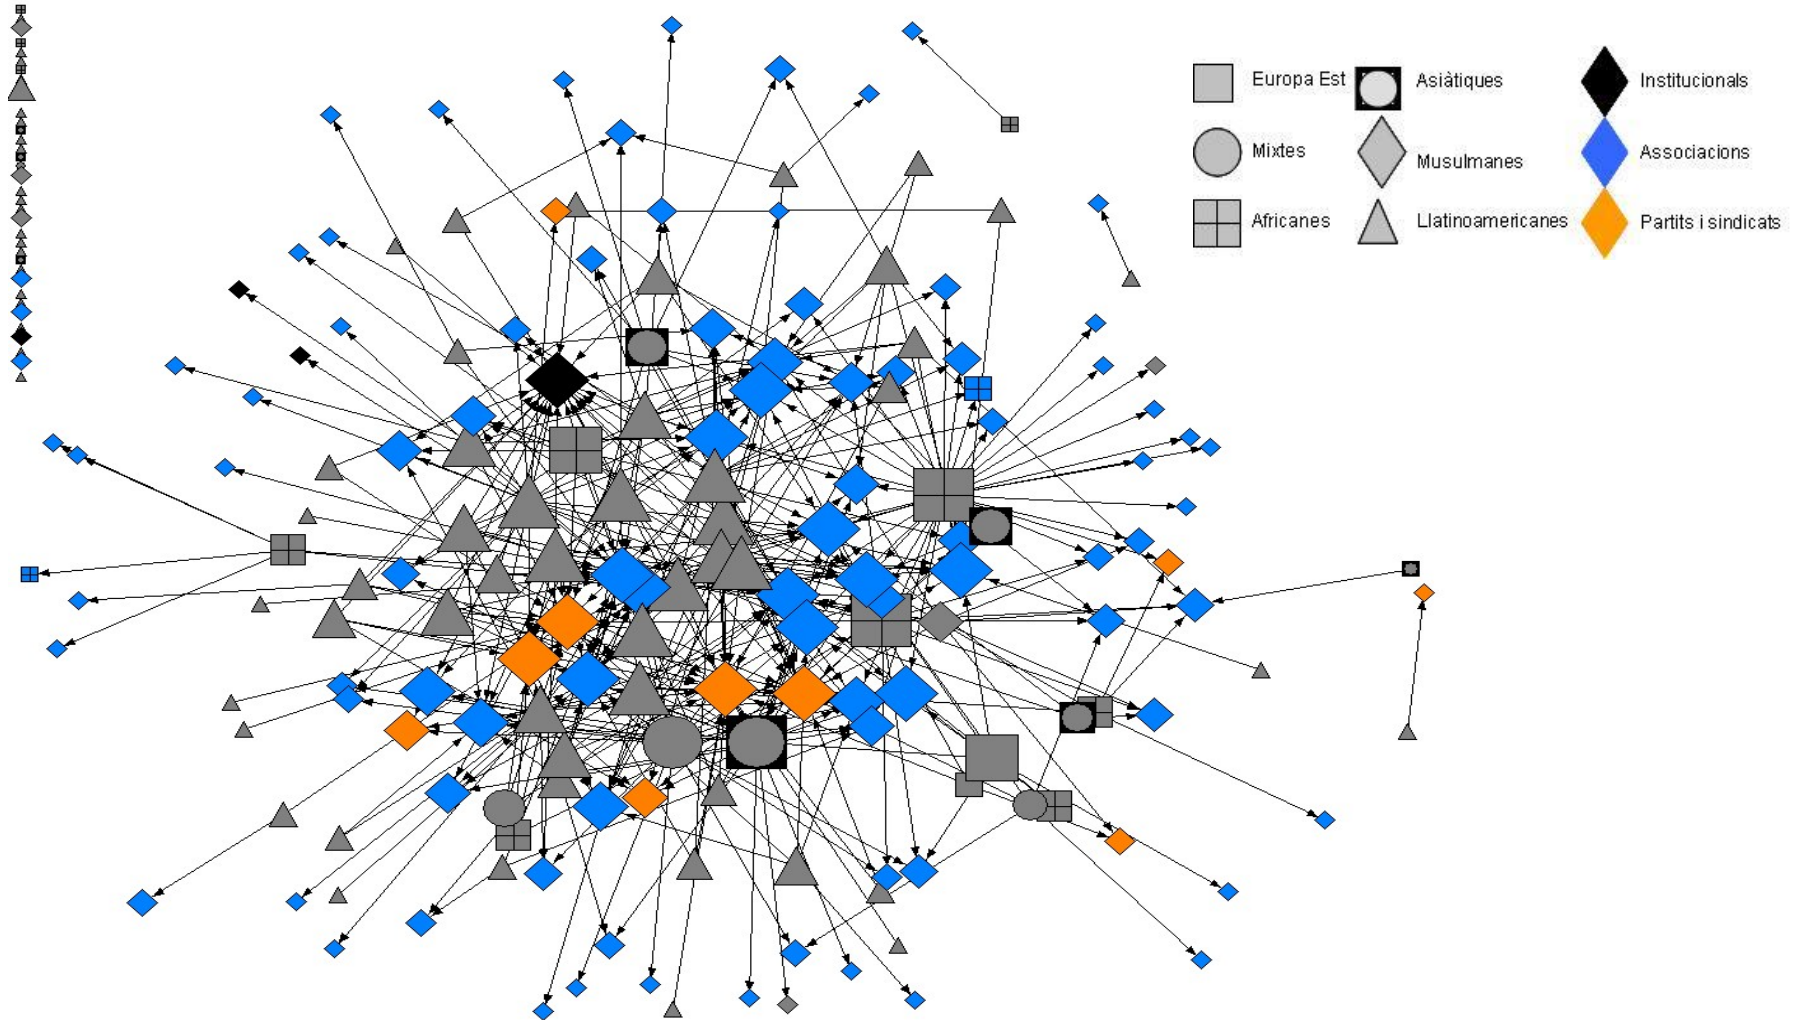 Europa Est
Asiàtiques
Institucionals
Mixtes
Musulmanes
Associacions
Africanes
Llatinoamericanes
Partits i sindicats